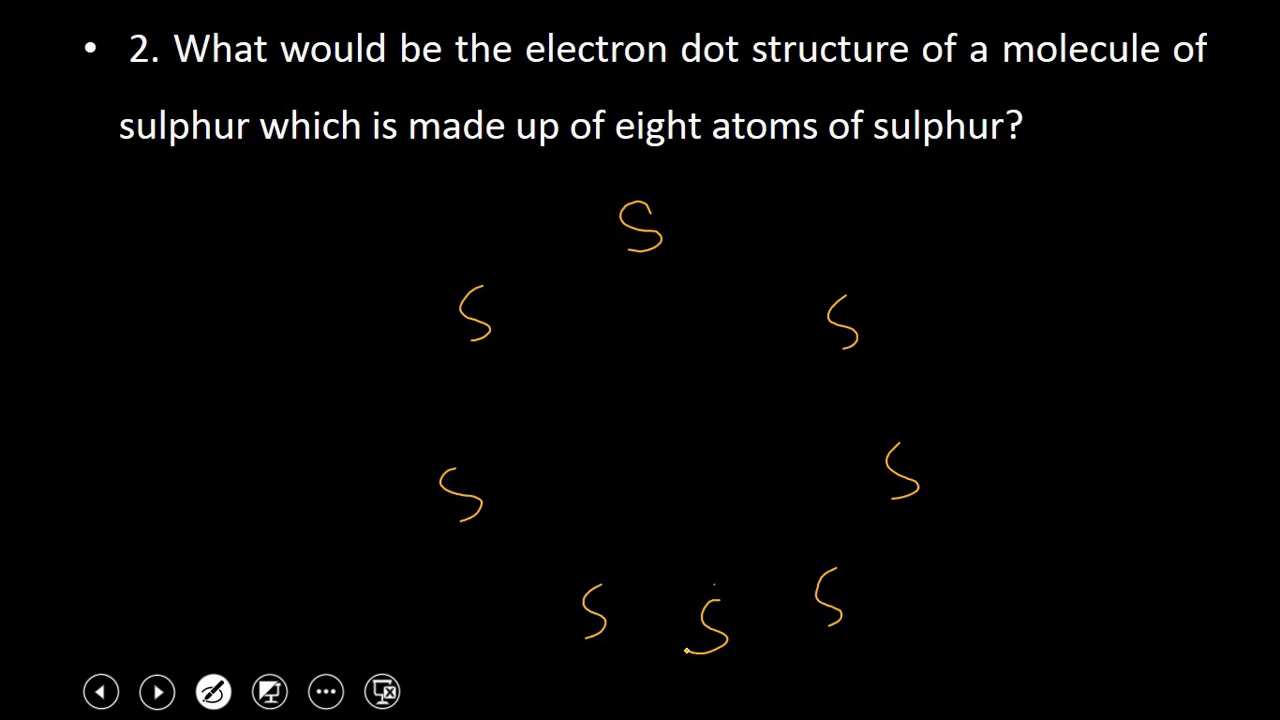 • 2. What would be the electron dot structure of a molecule of
sulphur which is made up of eight atoms of sulphur?
S
S S
S S
S S S